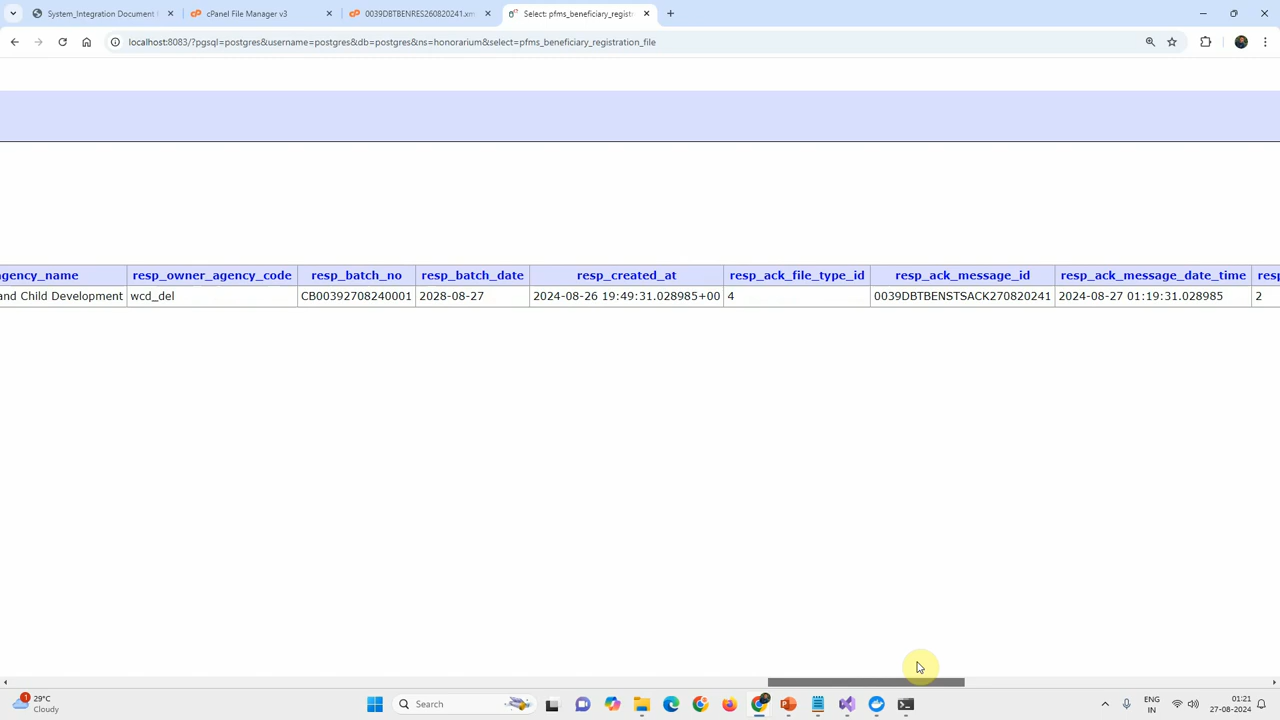 System_Integration Document
cPanel File Manager v3
0039DBTBENRES260820241.xm
Select: pfms_beneficiary_regist
localhost:8083/?pgsql=postgres&username=postgres&db=postgres&ns=honorarium&select=pfms_beneficiary_registration_file
agency_name resp_owner_agency_code resp_batch_no resp_batch_date resp_created_at resp_ack_file_type_id resp_ack_message_id resp_ack_message_date_time resp
and Child Development wcd_del CB00392708240001 2028-08-27 2024-08-26 19:49:31.028985+00 4 0039DBTBENSTSACK270820241 2024-08-27 01:19:31.028985 2
1
29°C
Cloudy
Search
ENG
IN
01:21
27-08-2024